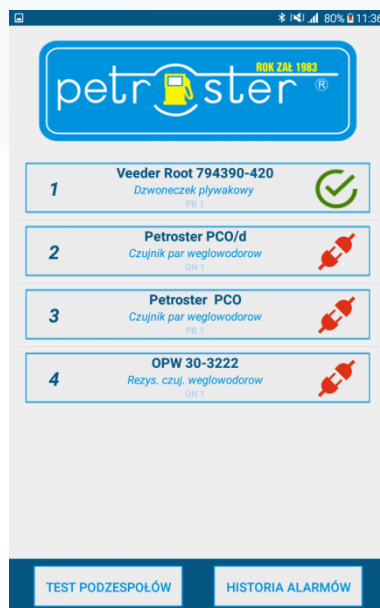 80% 11:36
ROK ZAŁ 1983
petroster ®
1
Veeder Root 794390-420
Dzwoneczek plywakowy
PB 1
2
Petroster PCO/d
Czujnik par weglowodorow
ON 1
3
Petroster PCO
Czujnik par weglowodorow
PB 1
4
OPW 30-3222
Rezys. czuj. weglowodorow
ON 1
TEST PODZESPOŁÓW
HISTORIA ALARMÓW